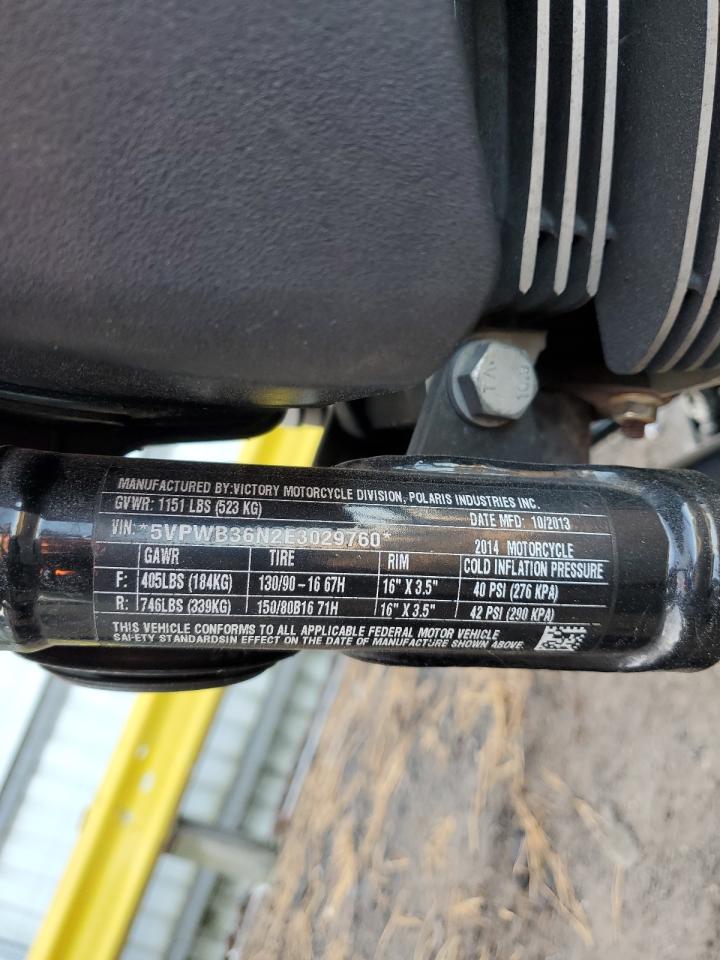 MANUFACTURED BY:VICTORY MOTORCYCLE DIVISION, POLARIS INDUSTRIES INC.
GVWR: 1151 LBS (523 KG) DATE MFD: 10/2013
VIN: *5VPWB36N2E3029760* 2014 MOTORCYCLE
GAWR TIRE RIM COLD INFLATION PRESSURE
F: 405LBS (184KG) 130/90-16 67H 16" X 3.5" 40 PSI (276 KPA)
R: 746LBS (339KG) 150/80B16 71H 16" X 3.5" 42 PSI (290 KPA)
THIS VEHICLE CONFORMS TO ALL APPLICABLE FEDERAL MOTOR VEHICLE
SAFETY STANDARDSIN EFFECT ON THE DATE OF MANUFACTURE SHOWN ABOVE.